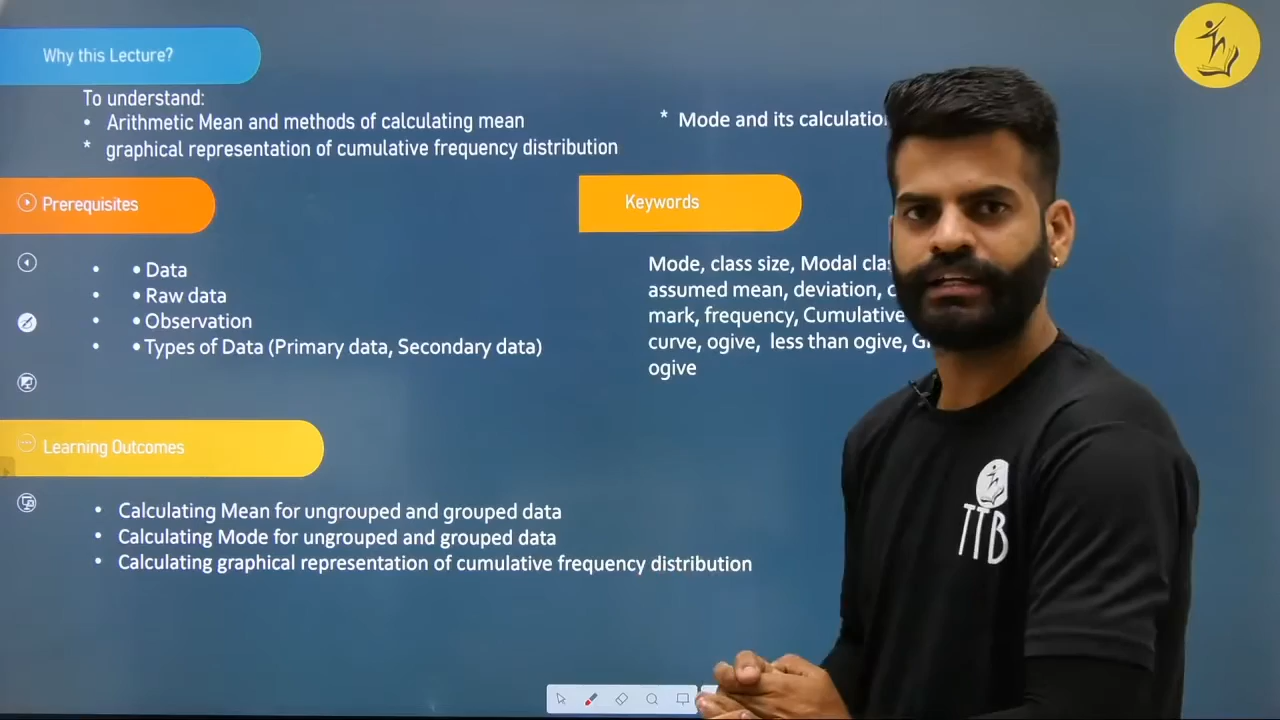 Why this Lecture?
To understand:
• Arithmetic Mean and methods of calculating mean
* Mode and its calculation
* graphical representation of cumulative frequency distribution
Prerequisites
Keywords
• • Data
• • Raw data
• • Observation
• • Types of Data (Primary data, Secondary data)
Mode, class size, Modal
assumed mean, deviation,
mark, frequency, Cumulative
curve, ogive, less than ogive,
ogive
Learning Outcomes
• Calculating Mean for ungrouped and grouped data
• Calculating Mode for ungrouped and grouped data
• Calculating graphical representation of cumulative frequency distribution
TTB